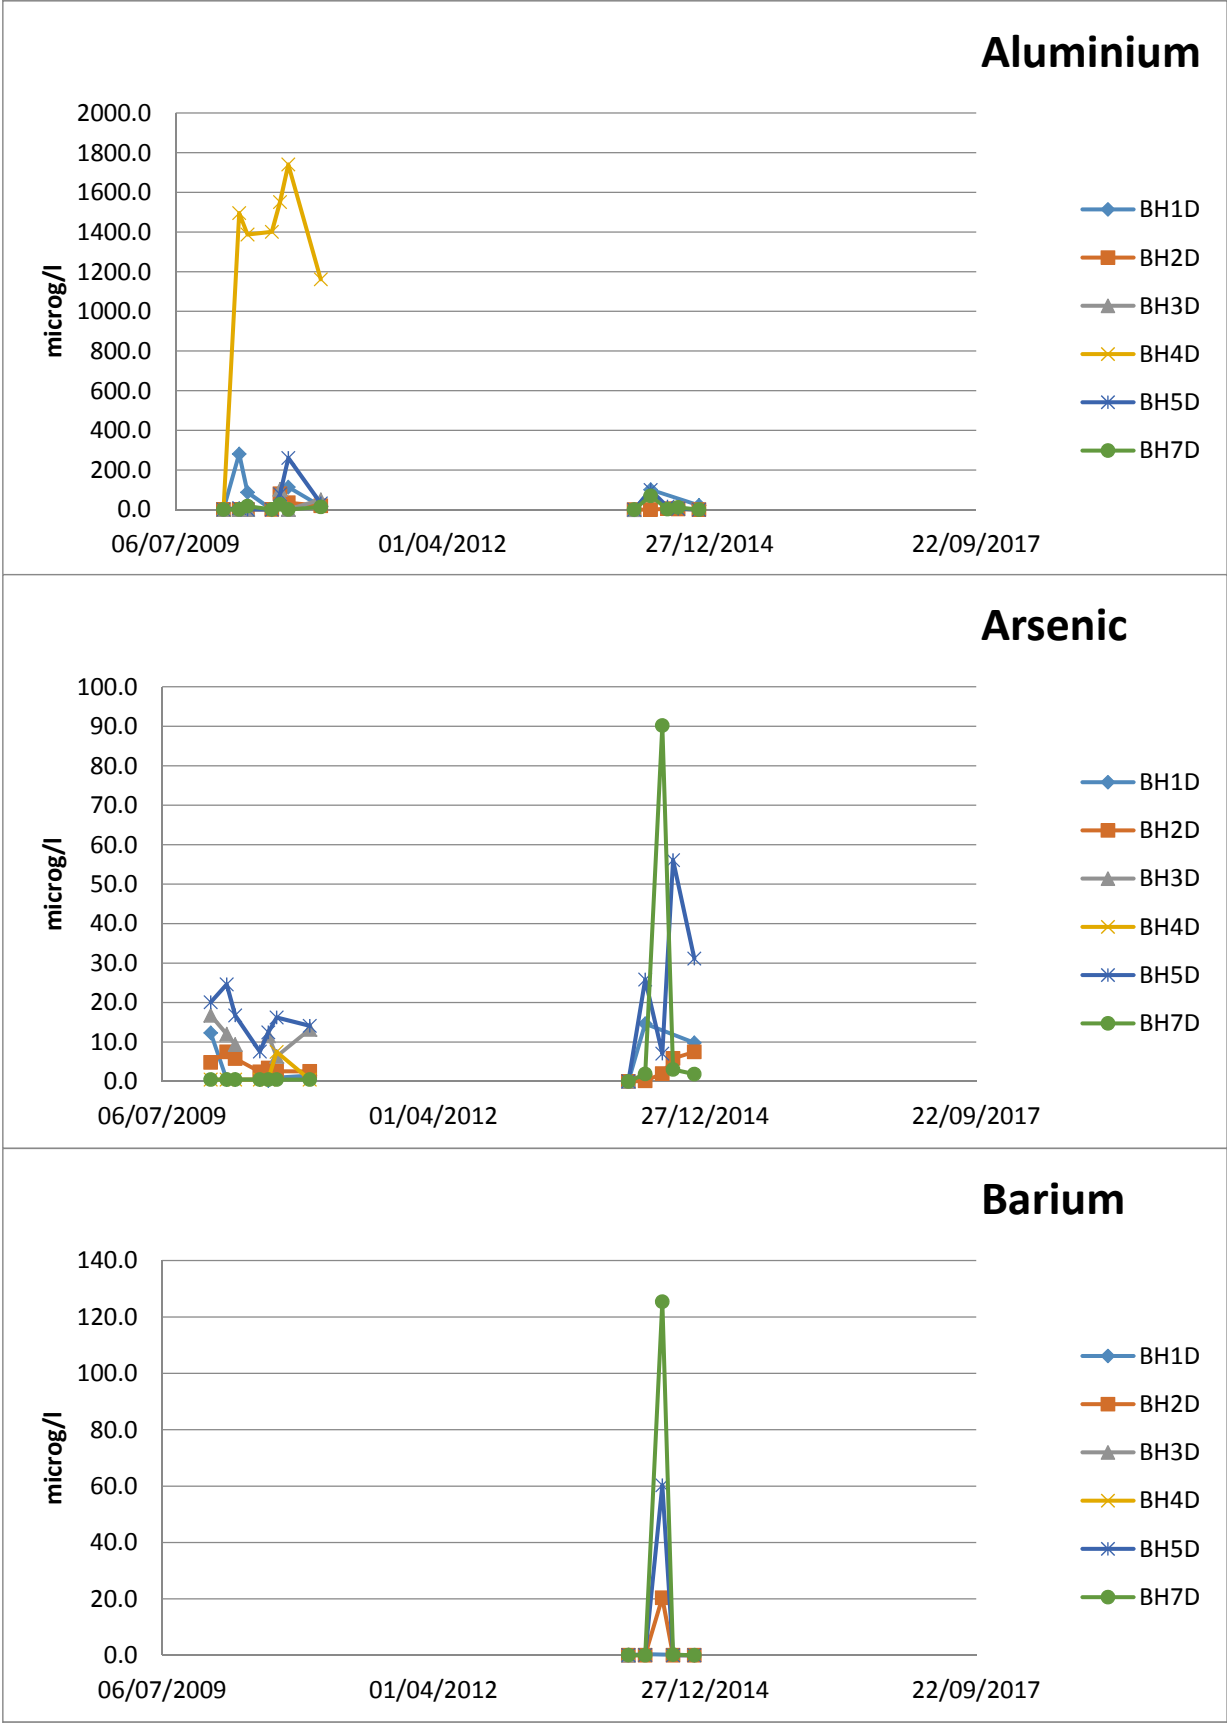 Aluminium
2000.0
1800.0
1600.0
1400.0
1200.0
1000.0
800.0
600.0
400.0
200.0
0.0
microg/l
06/07/2009 01/04/2012 27/12/2014 22/09/2017
BH1D
BH2D
BH3D
BH4D
BH5D
BH7D
Arsenic
100.0
90.0
80.0
70.0
60.0
50.0
40.0
30.0
20.0
10.0
0.0
microg/l
06/07/2009 01/04/2012 27/12/2014 22/09/2017
BH1D
BH2D
BH3D
BH4D
BH5D
BH7D
Barium
140.0
120.0
100.0
80.0
60.0
40.0
20.0
0.0
microg/l
06/07/2009 01/04/2012 27/12/2014 22/09/2017
BH1D
BH2D
BH3D
BH4D
BH5D
BH7D